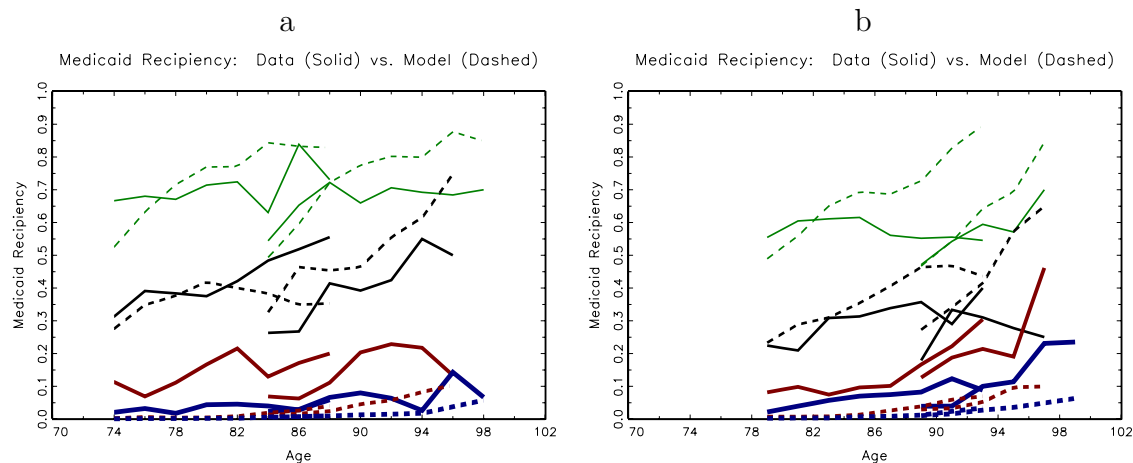 a
b
Medicaid Recipiency: Data (Solid) vs. Model (Dashed)
Medicaid Recipiency: Data (Solid) vs. Model (Dashed)
Medicaid Recipiency
0.0 0.1 0.2 0.3 0.4 0.5 0.6 0.7 0.8 0.9 1.0
70 74 78 82 86 90 94 98 102
Age
Medicaid Recipiency
0.0 0.1 0.2 0.3 0.4 0.5 0.6 0.7 0.8 0.9 1.0
70 74 78 82 86 90 94 98 102
Age